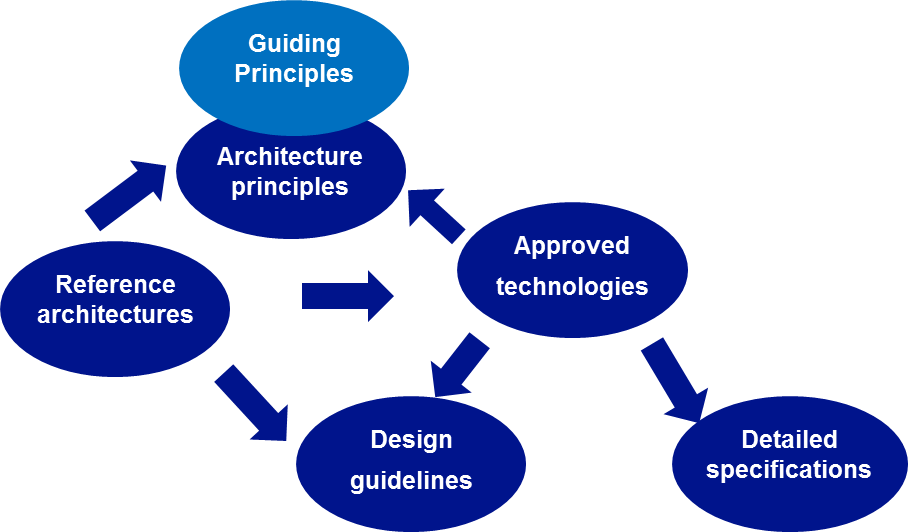 Guiding
Principles
Architecture
principles
Approved
technologies
Reference
architectures
Design
guidelines
Detailed
specifications